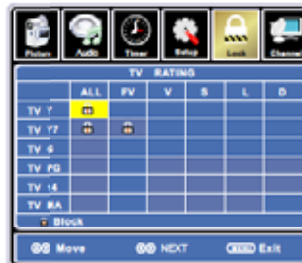 Picture Audio Timer Setup Lock Channel
TV RATING
ALL FV V S L D
TV Y
TV Y7
TV G
TV PG
TV 14
TV MA
Block
Move NEXT Exit